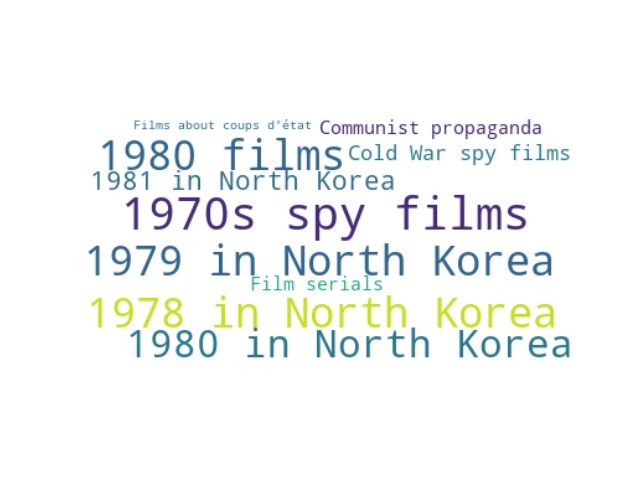 Films about coups d'état
Communist propaganda
1980 films
Cold War spy films
1981 in North Korea
1970s spy films
1979 in North Korea
Film serials
1978 in North Korea
1980 in North Korea